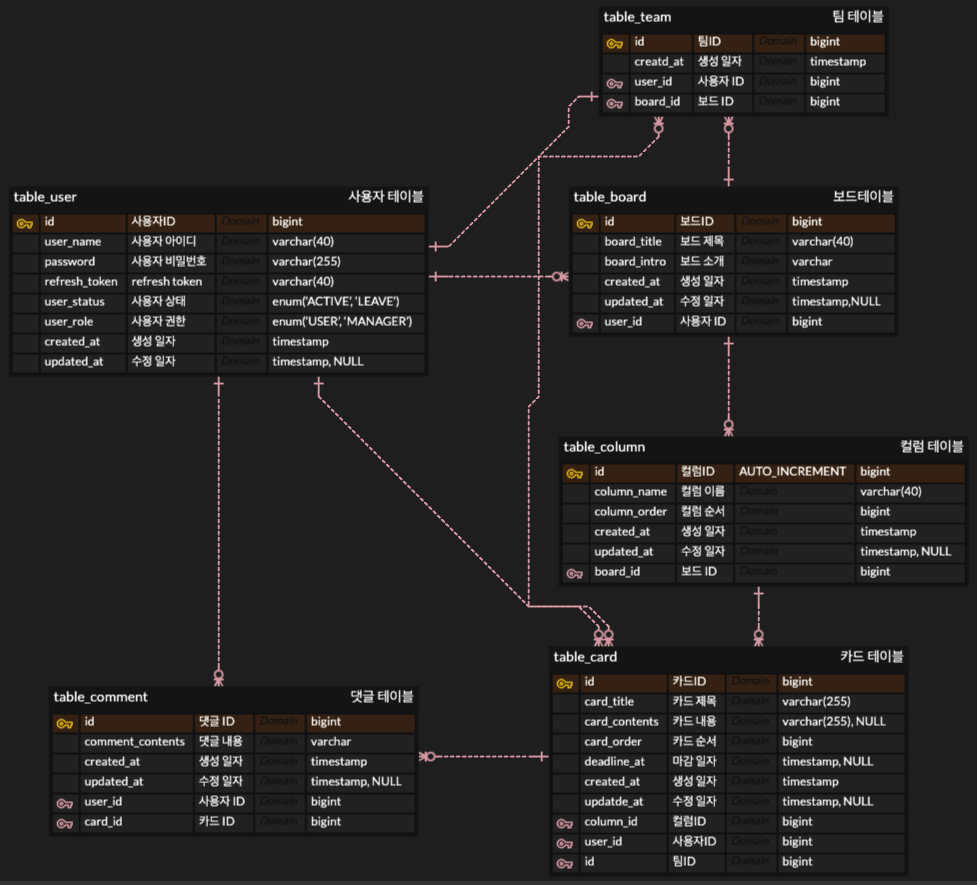 table_team 팀 테이블
id 팀ID Domain bigint
creatd_at 생성 일자 Domain timestamp
user_id 사용자 ID Domain bigint
board_id 보드 ID Domain bigint
table_user 사용자 테이블
id 사용자ID Domain bigint
user_name 사용자 아이디 Domain varchar(40)
password 사용자 비밀번호 Domain varchar(255)
refresh_token refresh token Domain varchar(40)
user_status 사용자 상태 Domain enum('ACTIVE', 'LEAVE')
user_role 사용자 권한 Domain enum('USER', 'MANAGER')
created_at 생성 일자 Domain timestamp
updated_at 수정 일자 Domain timestamp, NULL
table_board 보드테이블
id 보드ID Domain bigint
board_title 보드 제목 Domain varchar(40)
board_intro 보드 소개 Domain varchar
created_at 생성 일자 Domain timestamp
updated_at 수정 일자 Domain timestamp,NULL
user_id 사용자 ID Domain bigint
table_column 컬럼 테이블
id 컬럼ID AUTO_INCREMENT bigint
column_name 컬럼 이름 Domain varchar(40)
column_order 컬럼 순서 Domain bigint
created_at 생성 일자 Domain timestamp
updated_at 수정 일자 Domain timestamp, NULL
board_id 보드 ID Domain bigint
table_comment 댓글 테이블
id 댓글 ID Domain bigint
comment_contents 댓글 내용 Domain varchar
created_at 생성 일자 Domain timestamp
updated_at 수정 일자 Domain timestamp, NULL
user_id 사용자 ID Domain bigint
card_id 카드 ID Domain bigint
table_card 카드 테이블
id 카드ID Domain bigint
card_title 카드 제목 Domain varchar(255)
card_contents 카드 내용 Domain varchar(255), NULL
card_order 카드 순서 Domain bigint
deadline_at 마감 일자 Domain timestamp, NULL
created_at 생성 일자 Domain timestamp
updatde_at 수정 일자 Domain timestamp, NULL
column_id 컬럼ID Domain bigint
user_id 사용자ID Domain bigint
id 팀ID Domain bigint